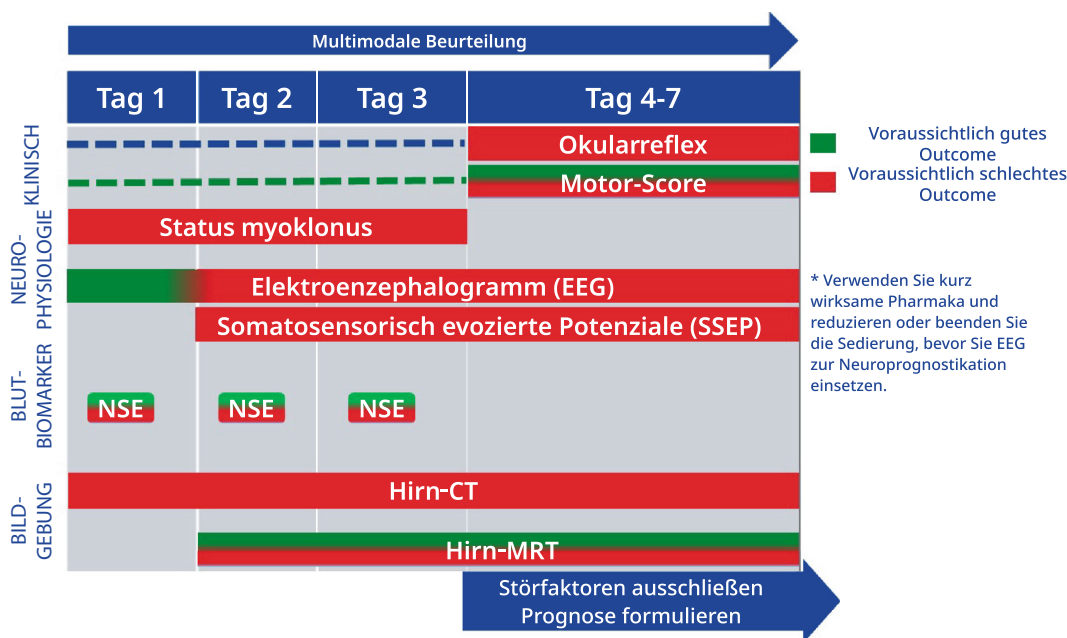 Multimodale Beurteilung
Tag 1
Tag 2
Tag 3
Tag 4-7
KLINISCH
Okularreflex
Motor-Score
Voraussichtlich gutes
Outcome
Voraussichtlich schlechtes
Outcome
NEURO-
PHYSIOLOGIE
Status myoklonus
Elektroenzephalogramm (EEG)
Somatosensorisch evozierte Potenziale (SSEP)
* Verwenden Sie kurz
wirksame Pharmaka und
reduzieren oder beenden Sie
die Sedierung, bevor Sie EEG
zur Neuroprognostikation
einsetzen.
BLUT-
BIOMARKER
NSE
NSE
NSE
BILD-
GEBUNG
Hirn-CT
Hirn-MRT
Störfaktoren ausschließen
Prognose formulieren